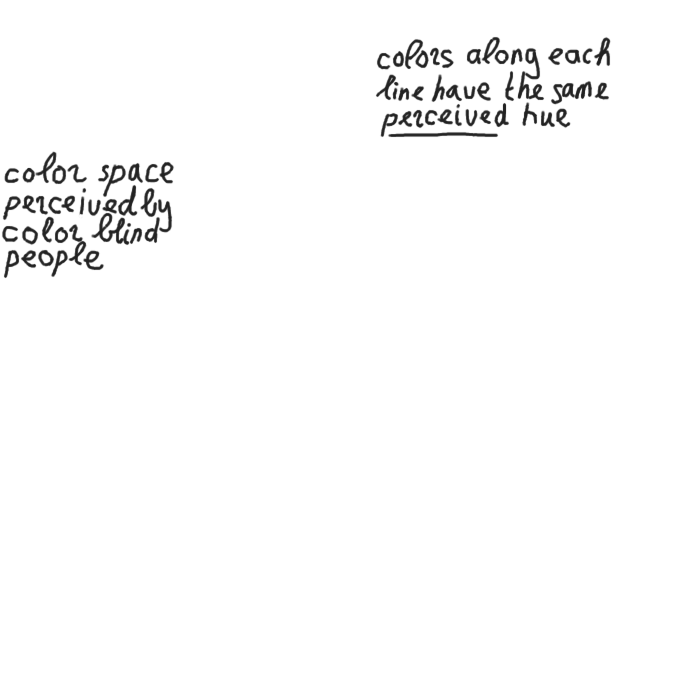 colors along each
line have the same
perceived hue
color space
perceived by
color blind
people